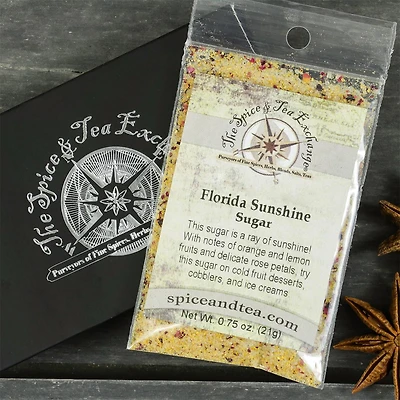 The Spice & Tea Exchange
Purveyors of Fine Spices, Herbs,
The Spice & Tea Exchange
Purveyors of Fine Spices, Herbs, Blends, Salts, Teas
Florida Sunshine
Sugar
This sugar is a ray of sunshine!
With notes of orange and lemon
fruits and delicate rose petals, try
this sugar on cold fruit desserts,
cobblers, and ice creams.
spiceandtea.com
Net Wt. 0.75 oz. (21g)